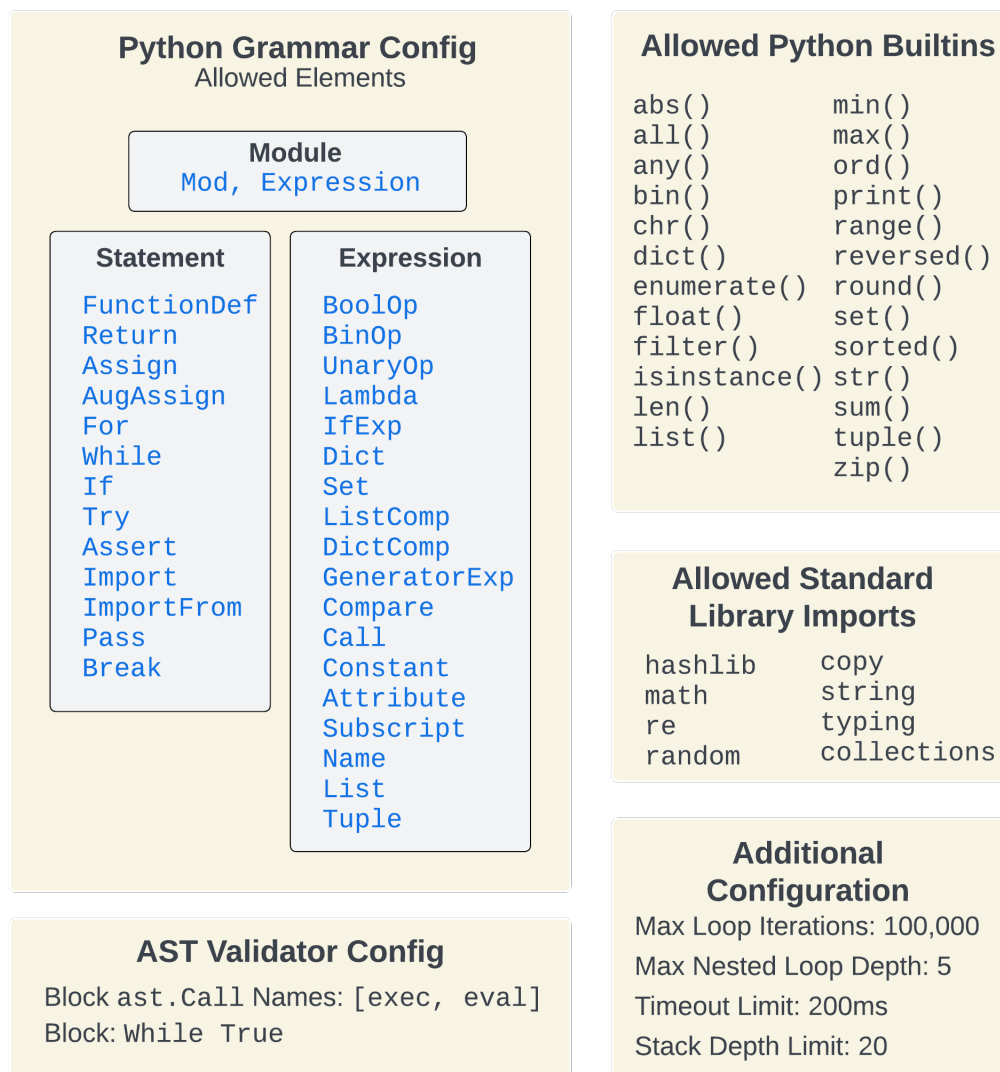 Python Grammar Config
Allowed Elements
Module
Mod, Expression
Statement
FunctionDef
Return
Assign
AugAssign
For
While
If
Try
Assert
Import
ImportFrom
Pass
Break
Expression
BoolOp
BinOp
UnaryOp
Lambda
IfExp
Dict
Set
ListComp
DictComp
GeneratorExp
Compare
Call
Constant
Attribute
Subscript
Name
List
Tuple
AST Validator Config
Block ast.Call Names: [exec, eval]
Block: While True
Allowed Python Builtins
abs()
all()
any()
bin()
chr()
dict()
enumerate()
float()
filter()
isinstance()
len()
list()
min()
max()
ord()
print()
range()
reversed()
round()
set()
sorted()
str()
sum()
tuple()
zip()
Allowed Standard
Library Imports
hashlib
math
re
random
copy
string
typing
collections
Additional
Configuration
Max Loop Iterations: 100,000
Max Nested Loop Depth: 5
Timeout Limit: 200ms
Stack Depth Limit: 20